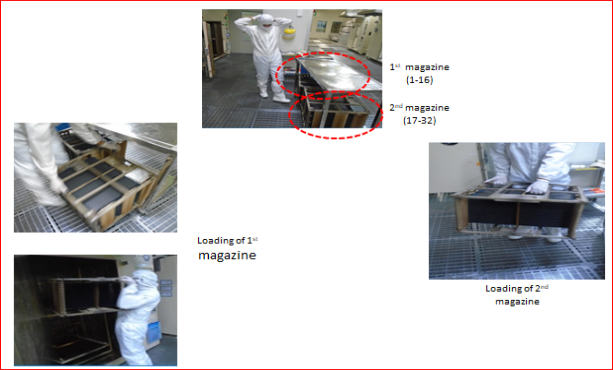 1st magazine
(1-16)
2nd magazine
(17-32)
Loading of 1st
magazine
Loading of 2nd
magazine